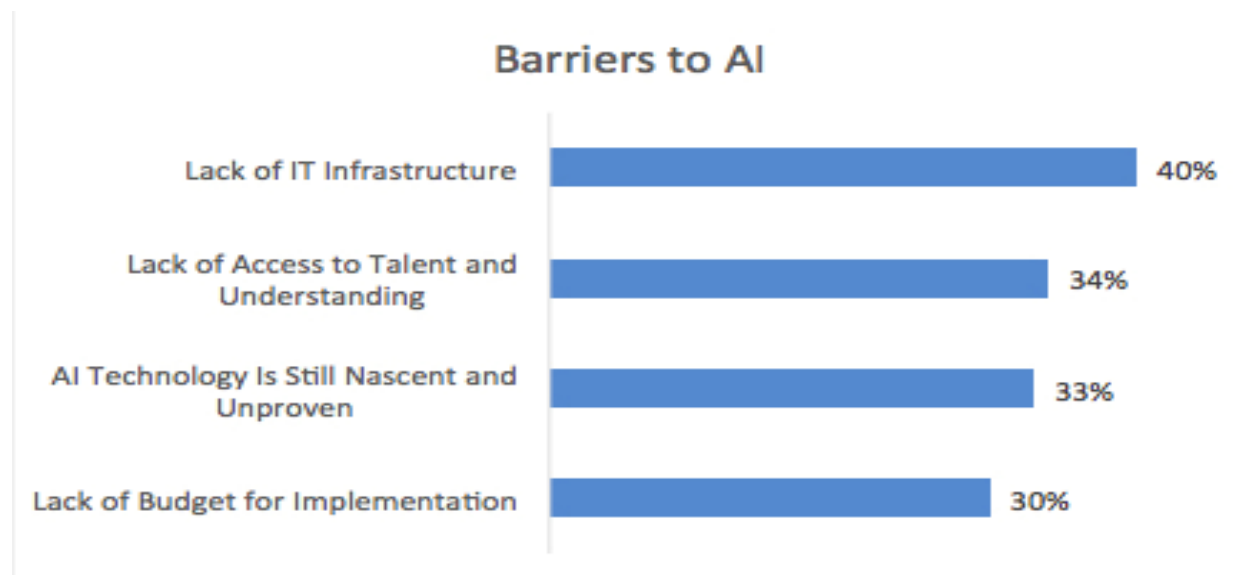 Barriers to AI
Lack of IT Infrastructure
40%
Lack of Access to Talent and
Understanding
34%
AI Technology Is Still Nascent and
Unproven
33%
Lack of Budget for Implementation
30%